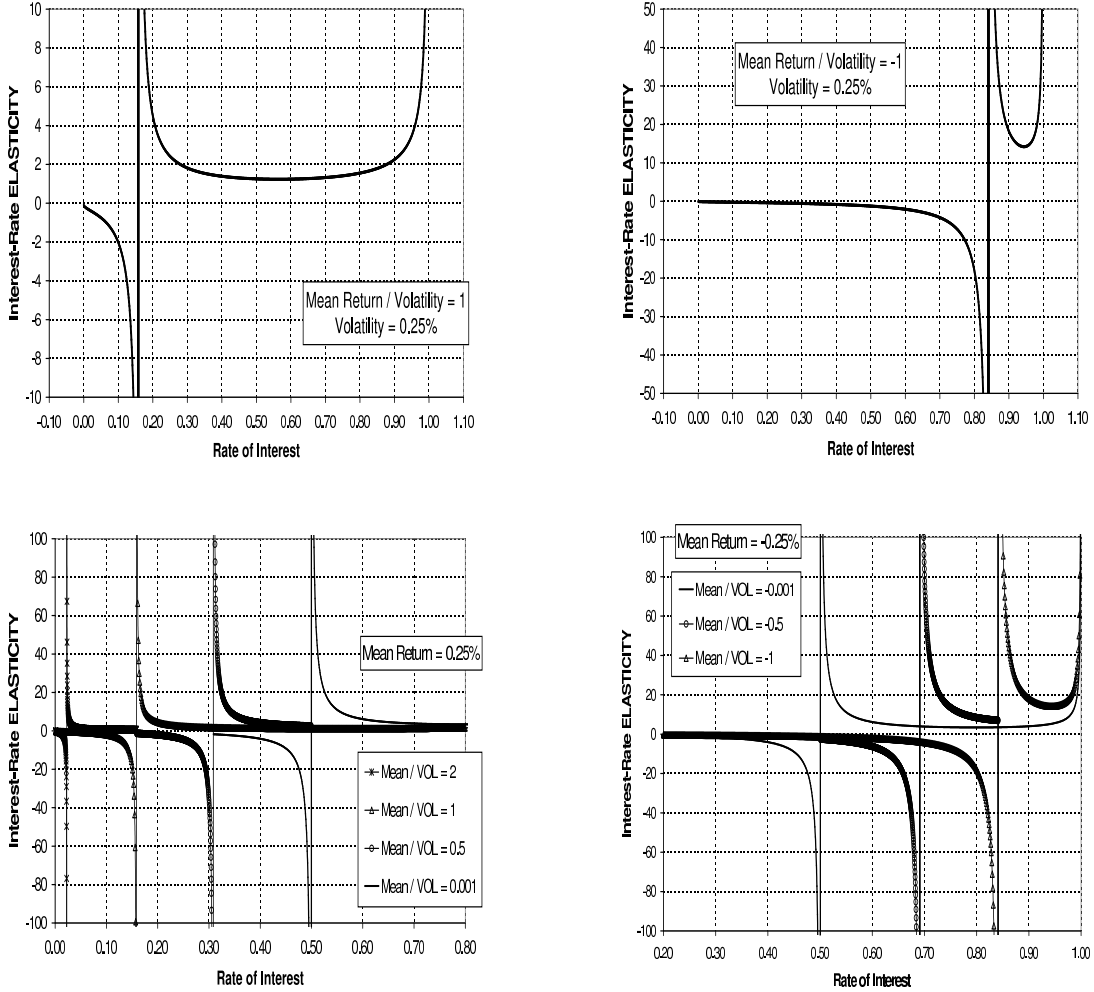 10
8
6
4
2
0
-2
-4
-6
-8
-10
Interest-Rate ELASTICITY
Mean Return / Volatility = 1
Volatility = 0.25%
-0.10 0.00 0.10 0.20 0.30 0.40 0.50 0.60 0.70 0.80 0.90 1.00 1.10
Rate of Interest
50
40
30
20
10
0
-10
-20
-30
-40
-50
Interest-Rate ELASTICITY
Mean Return / Volatility = -1
Volatility = 0.25%
-0.10 0.00 0.10 0.20 0.30 0.40 0.50 0.60 0.70 0.80 0.90 1.00 1.10
Rate of Interest
100
80
60
40
20
0
-20
-40
-60
-80
-100
Interest-Rate ELASTICITY
Mean Return = 0.25%
Mean / VOL = 2
Mean / VOL = 1
Mean / VOL = 0.5
Mean / VOL = 0.001
0.00 0.10 0.20 0.30 0.40 0.50 0.60 0.70 0.80
Rate of Interest
100
80
60
40
20
0
-20
-40
-60
-80
-100
Interest-Rate ELASTICITY
Mean Return = -0.25%
Mean / VOL = -0.001
Mean / VOL = -0.5
Mean / VOL = -1
0.20 0.30 0.40 0.50 0.60 0.70 0.80 0.90 1.00
Rate of Interest